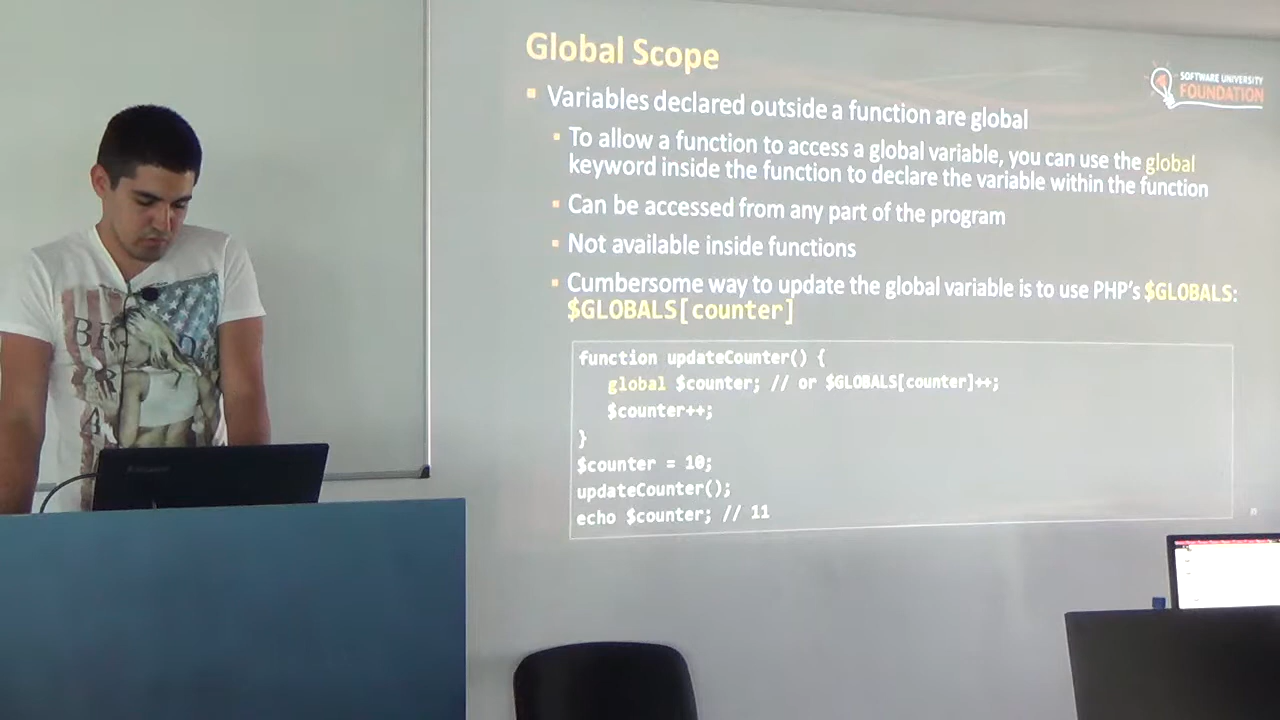 Global Scope
SOFTWARE UNIVERSITY
FOUNDATION
Variables declared outside a function are global
To allow a function to access a global variable, you can use the global
keyword inside the function to declare the variable within the function
Can be accessed from any part of the program
Not available inside functions
Cumbersome way to update the global variable is to use PHP's $GLOBALS:
$GLOBALS[counter]
function updateCounter() {
global $counter; // or $GLOBALS[counter]++;
$counter++;
}
$counter = 10;
updateCounter();
echo $counter; // 11